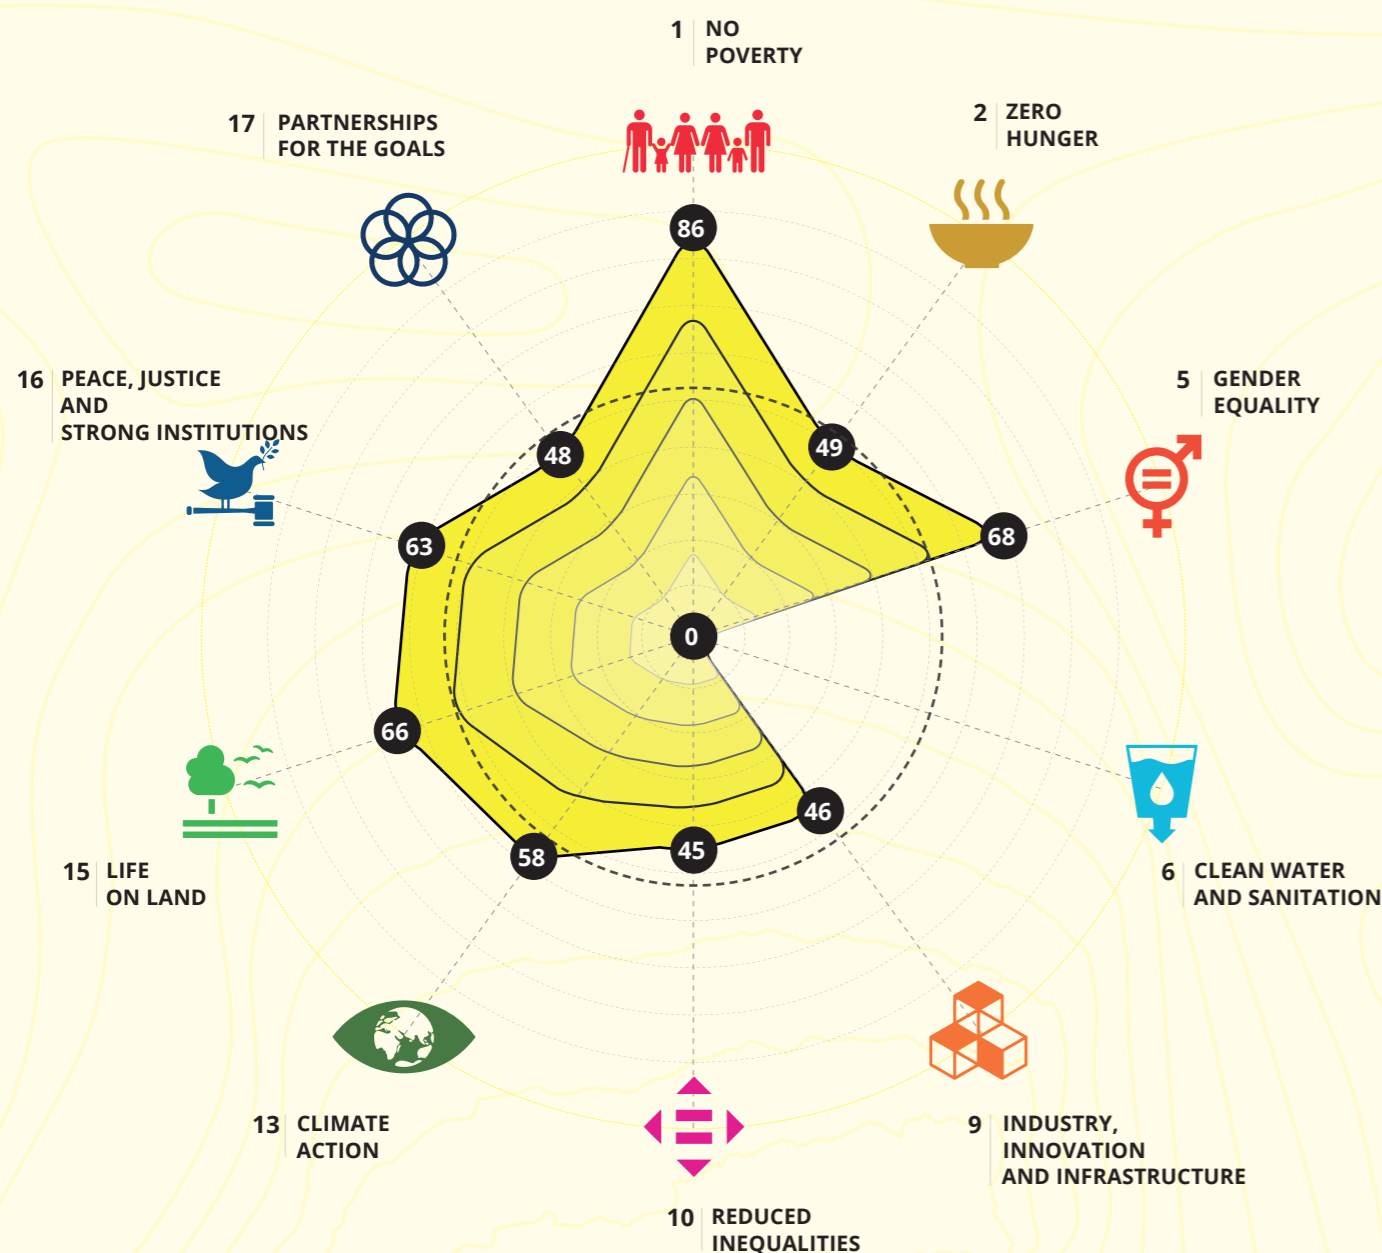 1 NO
POVERTY
2 ZERO
HUNGER
17 PARTNERSHIPS
FOR THE GOALS
86
5 GENDER
EQUALITY
16 PEACE, JUSTICE
AND
STRONG INSTITUTIONS
49
48
68
63
0
66
46
45
58
15 LIFE
ON LAND
6 CLEAN WATER
AND SANITATION
13 CLIMATE
ACTION
9 INDUSTRY,
INNOVATION
AND INFRASTRUCTURE
10 REDUCED
INEQUALITIES